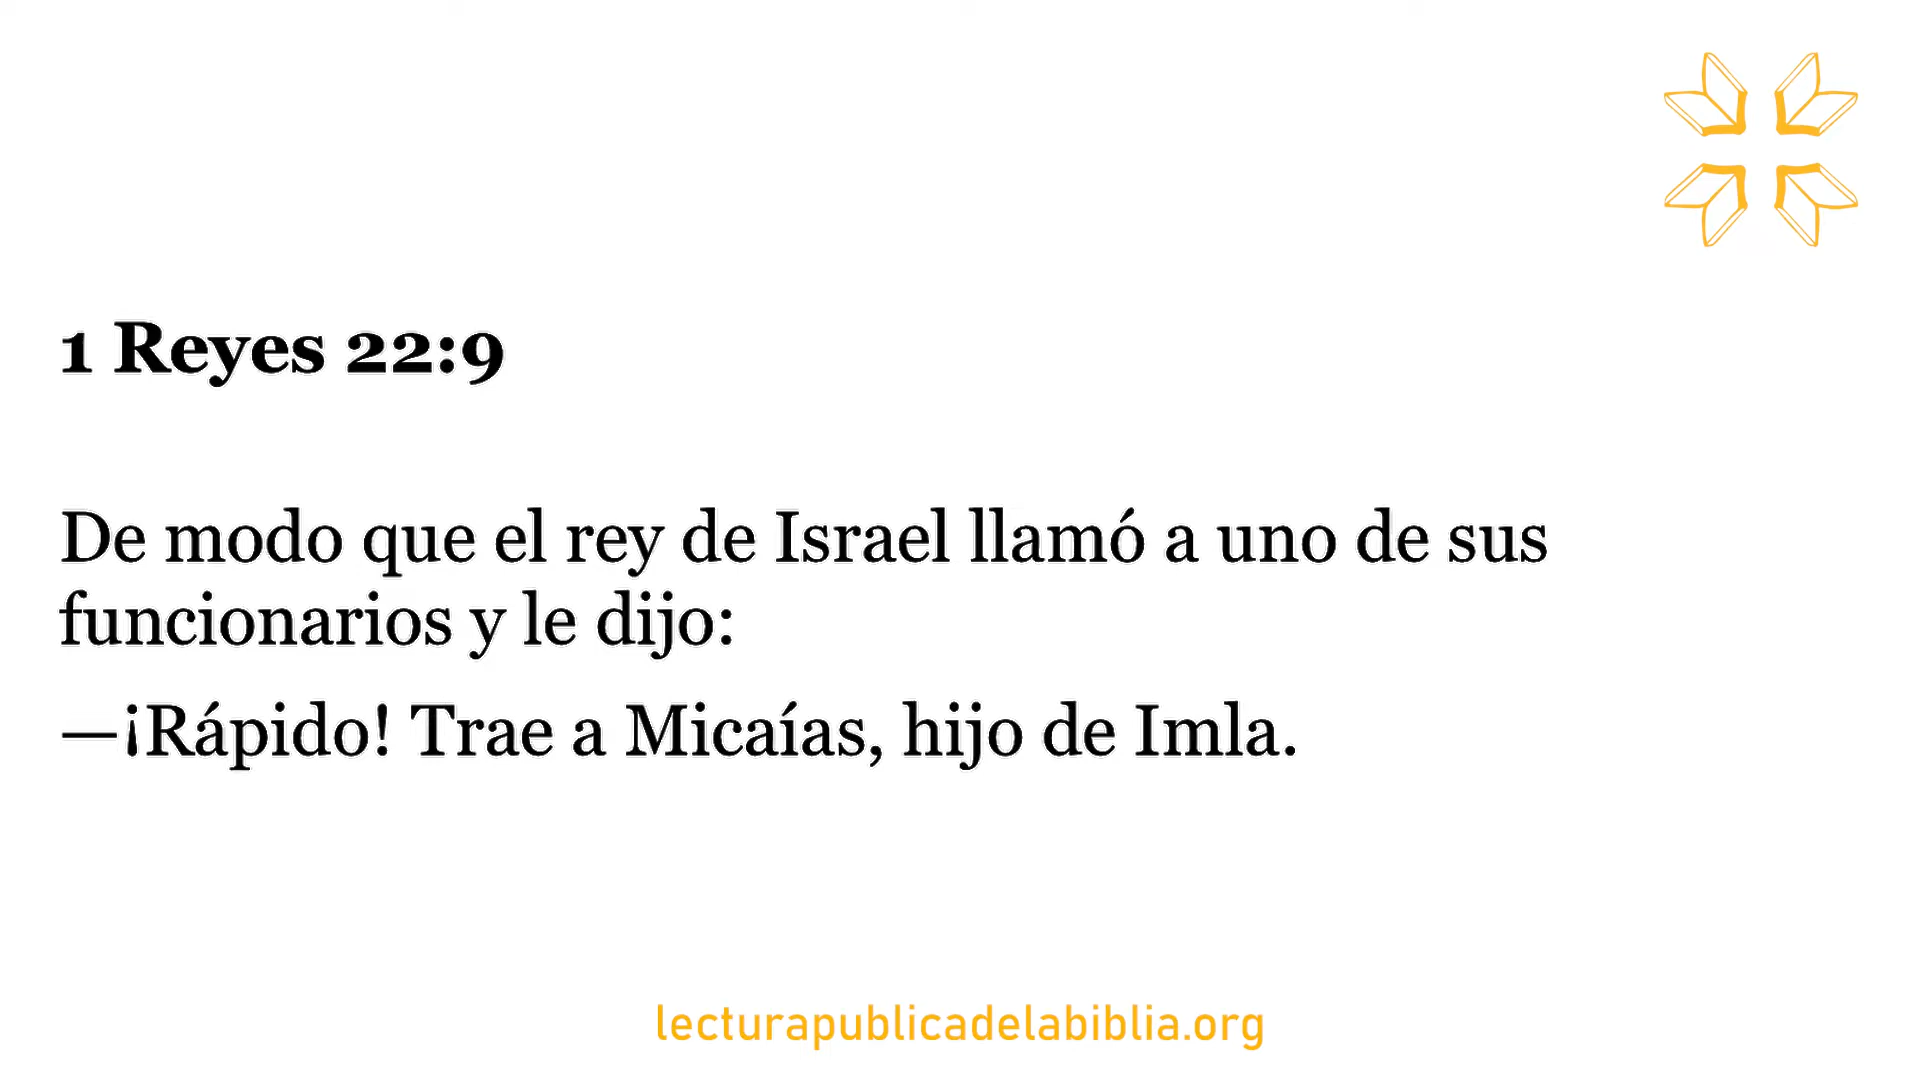 1 Reyes 22:9
De modo que el rey de Israel llamó a uno de sus
funcionarios y le dijo:
—¡Rápido! Trae a Micaías, hijo de Imla.
lecturapublicadelabiblia.org